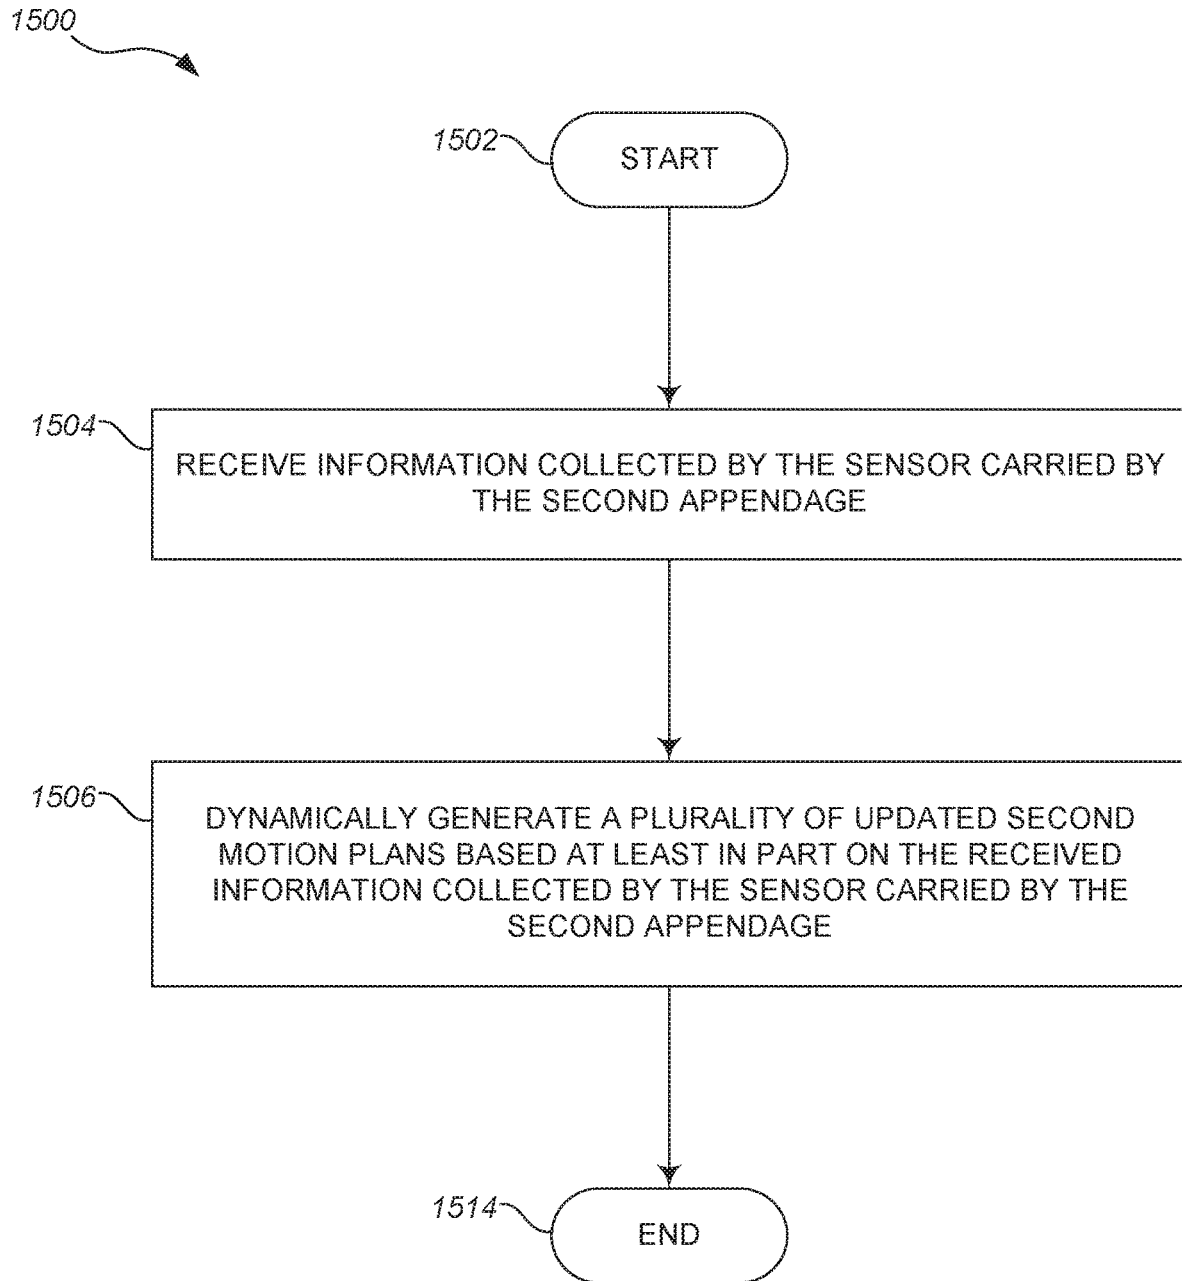 1500
1502
START
1504
RECEIVE INFORMATION COLLECTED BY THE SENSOR CARRIED BY
THE SECOND APPENDAGE
1506
DYNAMICALLY GENERATE A PLURALITY OF UPDATED SECOND
MOTION PLANS BASED AT LEAST IN PART ON THE RECEIVED
INFORMATION COLLECTED BY THE SENSOR CARRIED BY THE
SECOND APPENDAGE
1514
END